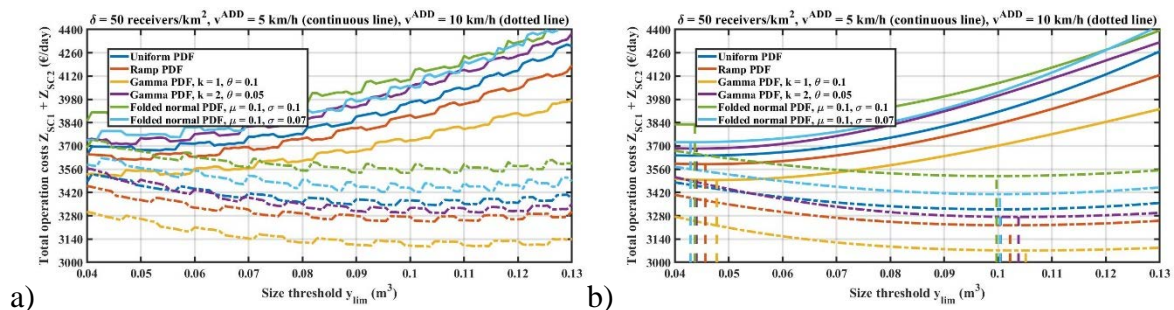 δ = 50 receivers/km², v^ADD = 5 km/h (continuous line), v^ADD = 10 km/h (dotted line)
Total operation costs Z_SC1 + Z_SC2 (€/day)
4400
4260
4120
3980
3840
3700
3560
3420
3280
3140
3000
Uniform PDF
Ramp PDF
Gamma PDF, k = 1, θ = 0.1
Gamma PDF, k = 2, θ = 0.05
Folded normal PDF, μ = 0.1, σ = 0.1
Folded normal PDF, μ = 0.1, σ = 0.07
0.04 0.05 0.06 0.07 0.08 0.09 0.1 0.11 0.12 0.13
Size threshold y_lim (m³)
a)
δ = 50 receivers/km², v^ADD = 5 km/h (continuous line), v^ADD = 10 km/h (dotted line)
Total operation costs Z_SC1 + Z_SC2 (€/day)
4400
4260
4120
3980
3840
3700
3560
3420
3280
3140
3000
Uniform PDF
Ramp PDF
Gamma PDF, k = 1, θ = 0.1
Gamma PDF, k = 2, θ = 0.05
Folded normal PDF, μ = 0.1, σ = 0.1
Folded normal PDF, μ = 0.1, σ = 0.07
0.04 0.05 0.06 0.07 0.08 0.09 0.1 0.11 0.12 0.13
Size threshold y_lim (m³)
b)